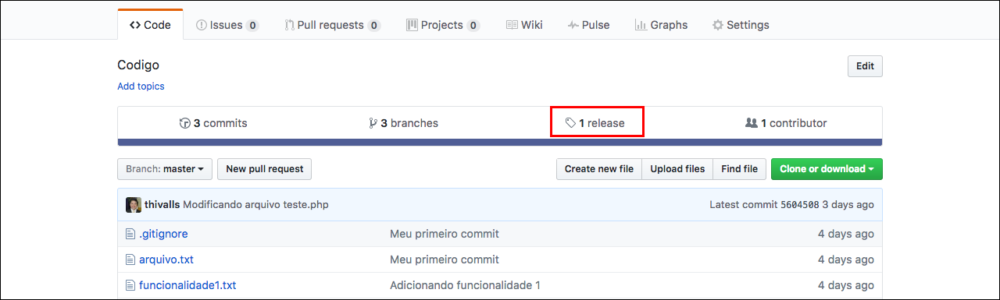 Code Issues 0 Pull requests 0 Projects 0 Wiki Pulse Graphs Settings
Codigo Edit
Add topics
3 commits 3 branches 1 release 1 contributor
Branch: master New pull request Create new file Upload files Find file Clone or download
thivalls Modificando arquivo teste.php Latest commit 5604508 3 days ago
.gitignore Meu primeiro commit 4 days ago
arquivo.txt Meu primeiro commit 4 days ago
funcionalidade1.txt Adicionando funcionalidade 1 4 days ago